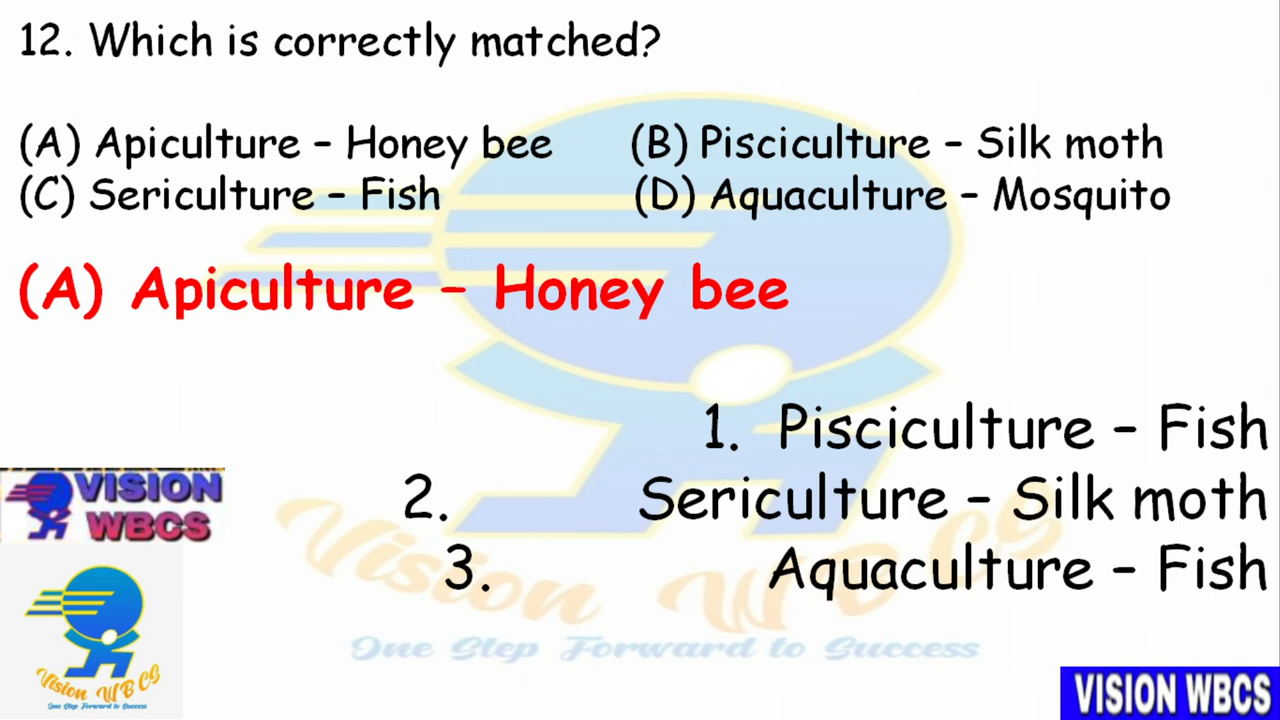 12. Which is correctly matched?
(A) Apiculture – Honey bee (B) Pisciculture – Silk moth
(C) Sericulture – Fish (D) Aquaculture – Mosquito
(A) Apiculture – Honey bee
1. Pisciculture – Fish
2. Sericulture – Silk moth
3. Aquaculture – Fish
VISION
WBCS
Vision WBCS
One Step Forward to Success
Vision WBCS
One Step Forward to Success
VISION WBCS